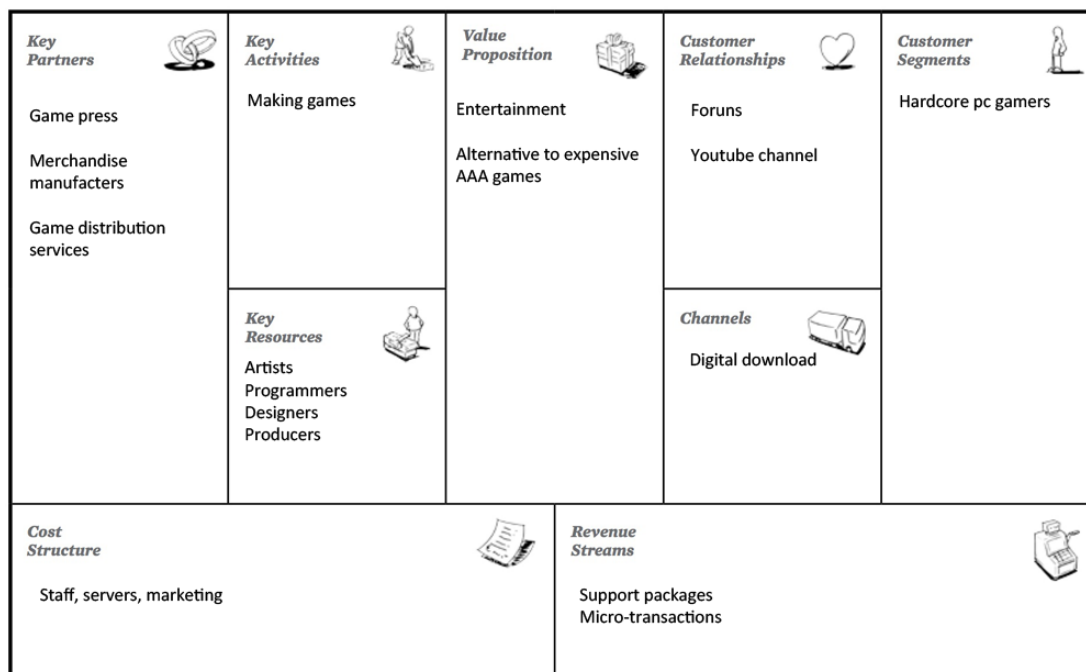 Key
Partners
Game press
Merchandise
manufacters
Game distribution
services
Key
Activities
Making games
Key
Resources
Artists
Programmers
Designers
Producers
Value
Proposition
Entertainment
Alternative to expensive
AAA games
Customer
Relationships
Foruns
Youtube channel
Channels
Digital download
Customer
Segments
Hardcore pc gamers
Cost
Structure
Staff, servers, marketing
Revenue
Streams
Support packages
Micro-transactions